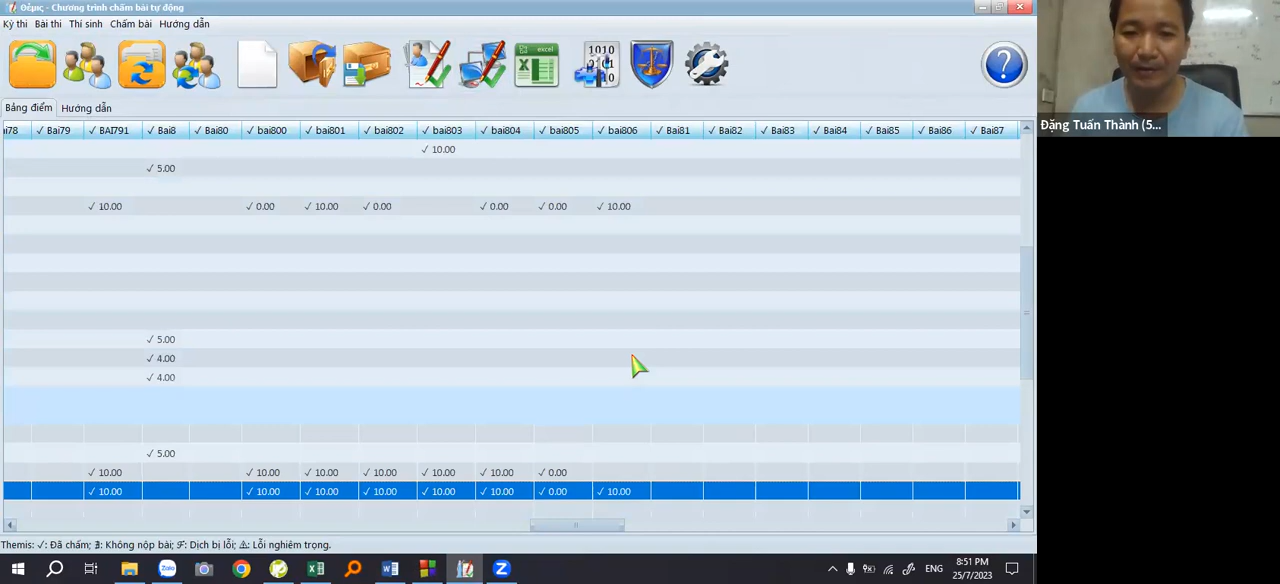 Θέμις - Chương trình chấm bài tự động
Kỳ thi Bài thi Thí sinh Chấm bài Hướng dẫn
excel
1010
Bảng điểm Hướng dẫn
✓ Bai79 ✓ BAI791 ✓ Bai8 ✓ Bai80 ✓ bai800 ✓ bai802 ✓ bai803 ✓ bai804 ✓ bai805 ✓ bai806 ✓ Bai81 ✓ Bai82 ✓ Bai83 ✓ Bai84 ✓ Bai85 ✓ Bai86 ✓ Bai87
✓ 10.00
✓ 5.00
✓ 10.00 ✓ 0.00 ✓ 10.00 ✓ 0.00 ✓ 0.00 ✓ 0.00 ✓ 10.00
✓ 5.00
✓ 4.00
✓ 4.00
✓ 5.00
✓ 10.00 ✓ 10.00 ✓ 10.00 ✓ 10.00 ✓ 10.00 ✓ 10.00 ✓ 0.00
✓ 10.00 ✓ 10.00 ✓ 10.00 ✓ 10.00 ✓ 10.00 ✓ 10.00 ✓ 0.00 ✓ 10.00
Đã chấm; Không nộp bài; Dịch bị lỗi; Lỗi nghiêm trọng.
Zalo
ENG
8:51 PM
25/7/2023
Đặng Tuấn Thành (5...